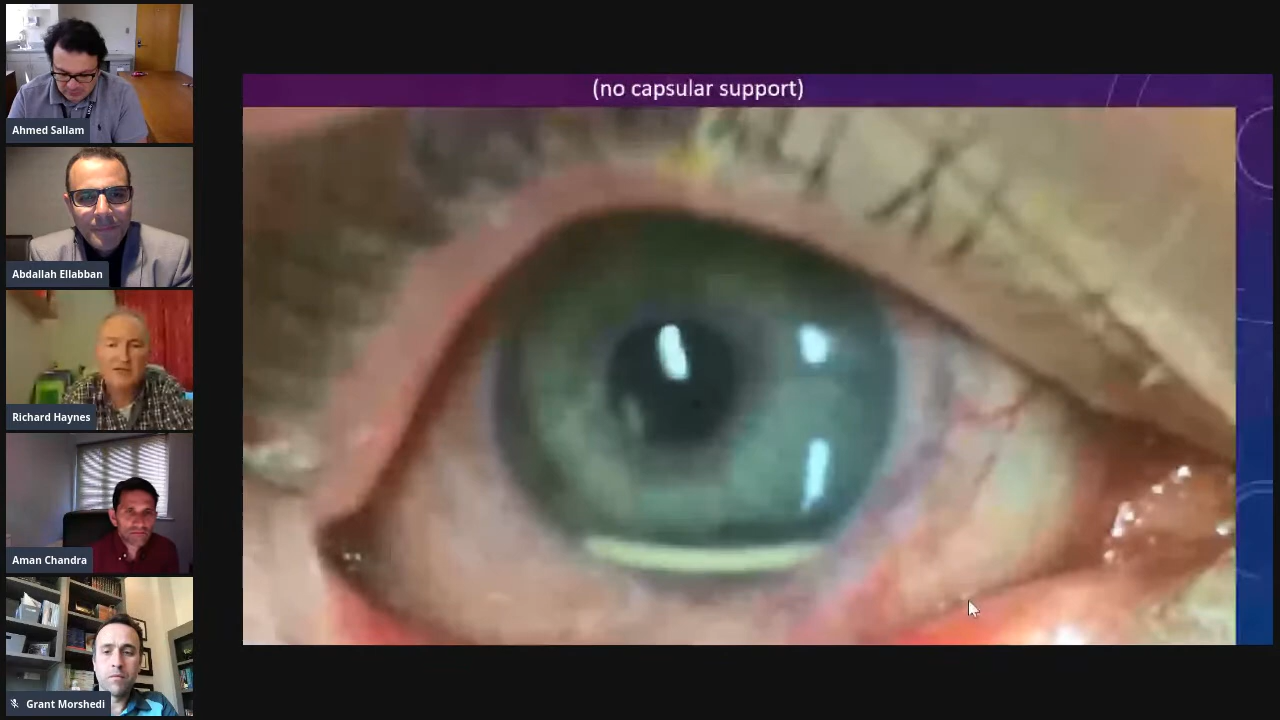 (no capsular support)
Ahmed Sallam
Abdallah Ellabban
Richard Haynes
Aman Chandra
Grant Morshedi